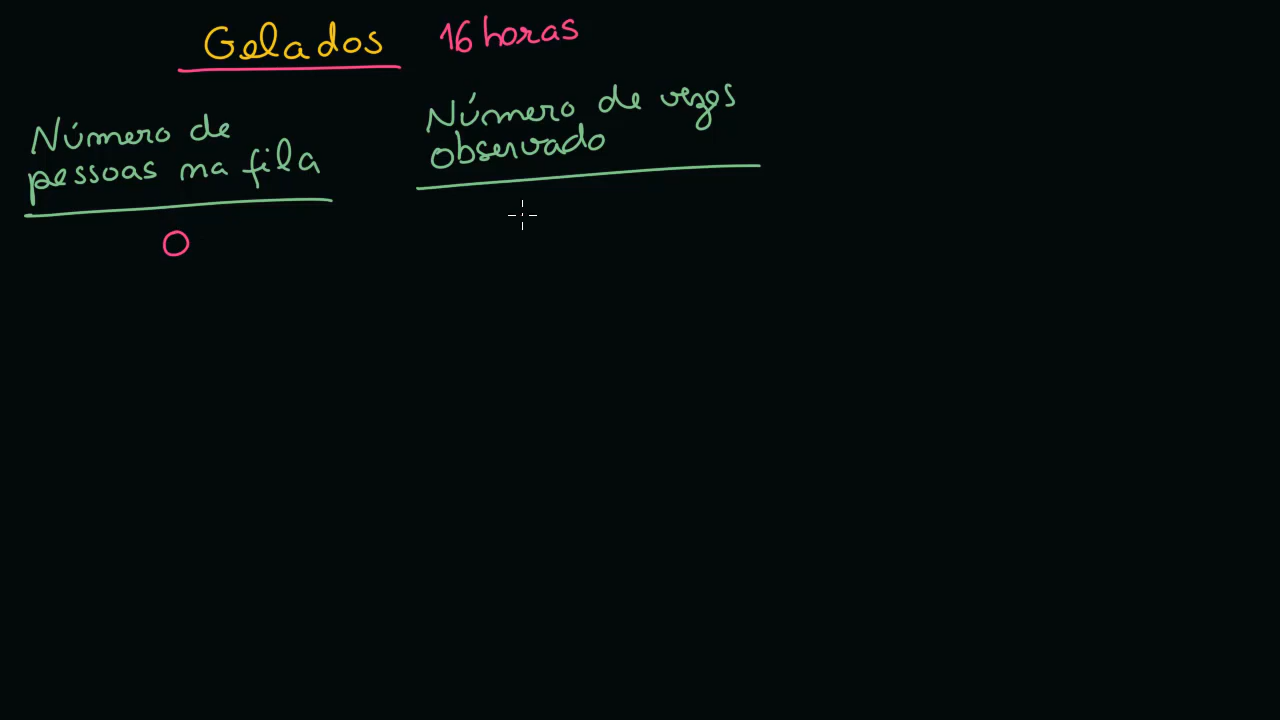 Gelados 16 horas
Número de
pessoas na fila
Número de vezes
observado
0